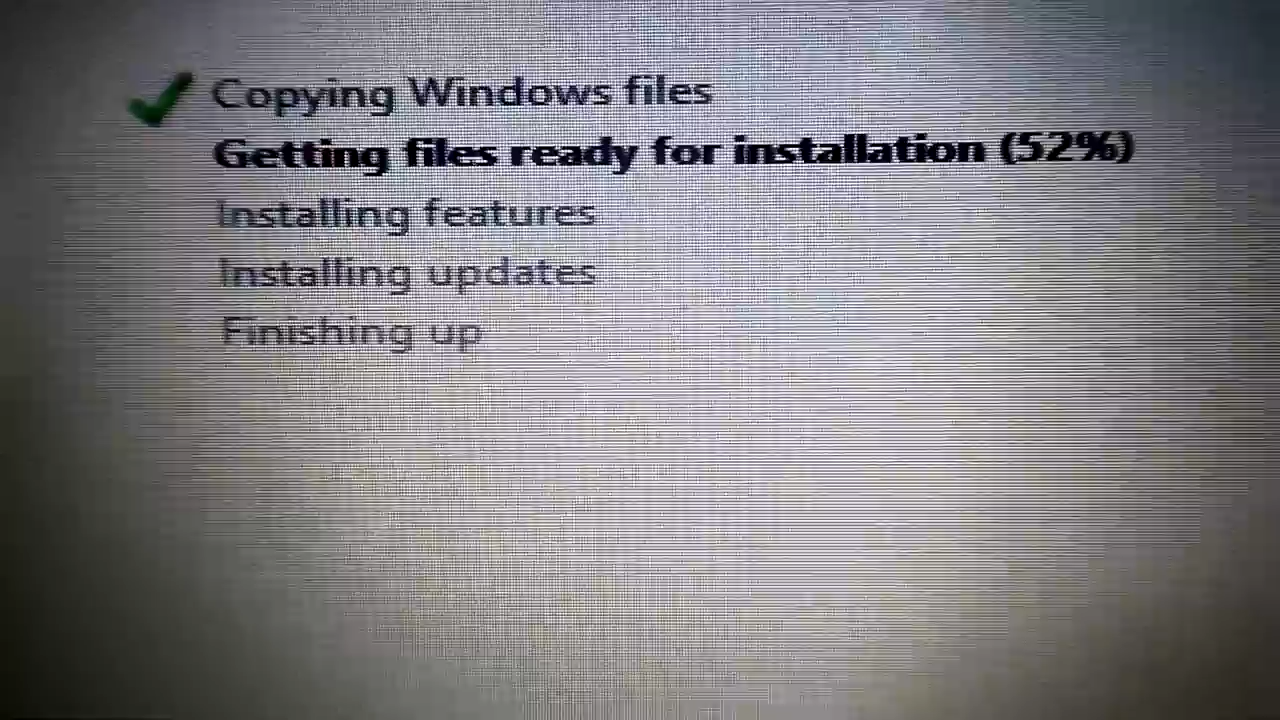 Copying Windows files
Getting files ready for installation (52%)
Installing features
Installing updates
Finishing up